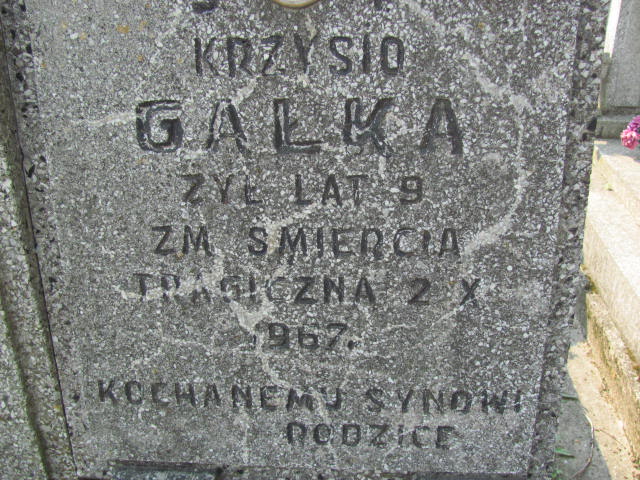 KRZYSIO
GAŁKA
ŻYŁ LAT 9
ZM ŚMIERCIĄ
TRAGICZNĄ 2 X
1967.
KOCHANEMU SYNOWI
RODZICE